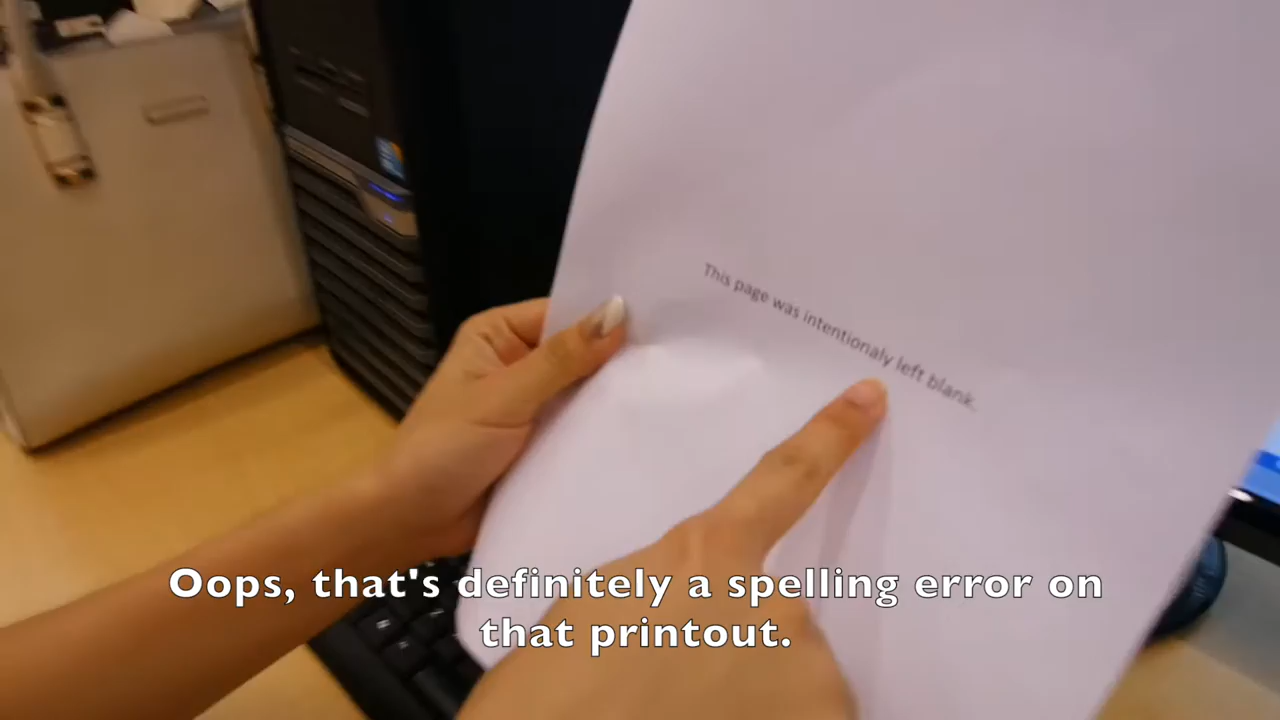 This page was intentionaly left blank.
Oops, that's definitely a spelling error on
that printout.